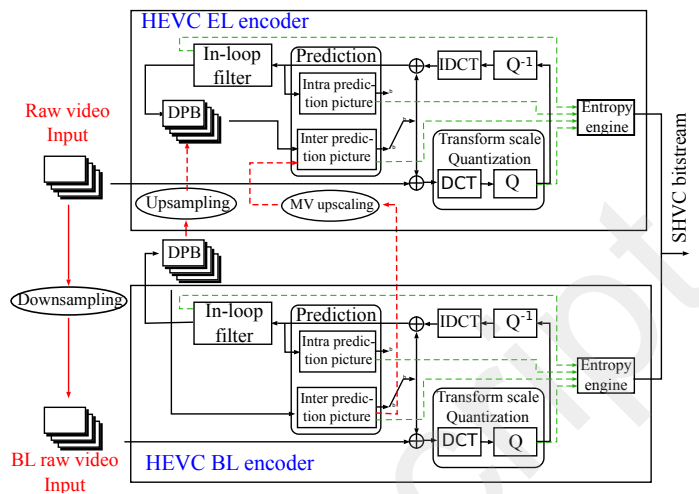 HEVC EL encoder
In-loop
filter
Prediction
Intra predic-
tion picture
Inter predic-
tion picture
IDCT
Q-1
Entropy
engine
DPB
Raw video
Input
Transform scale
Quantization
DCT
Q
Upsampling
MV upscaling
SHVC bitstream
DPB
Downsampling
In-loop
filter
Prediction
Intra predic-
tion picture
Inter predic-
tion picture
IDCT
Q-1
Entropy
engine
Transform scale
Quantization
DCT
Q
BL raw video
Input
HEVC BL encoder
script